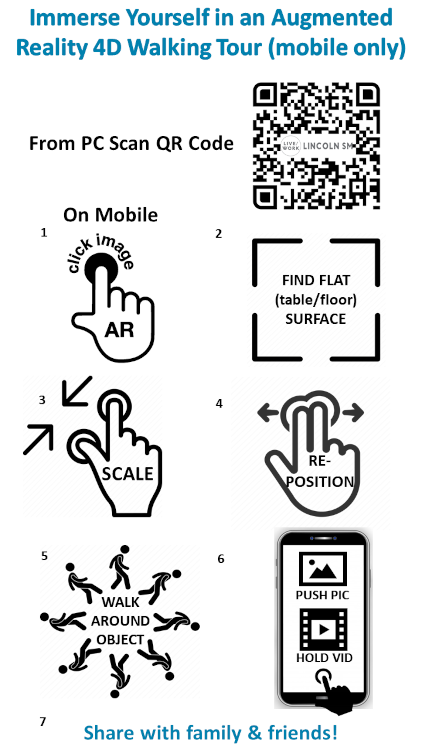 Immerse Yourself in an Augmented
Reality 4D Walking Tour (mobile only)
From PC Scan QR Code
LIVE/
WORK
LINCOLN SM
On Mobile
1
click image
AR
2
FIND FLAT
(table/floor)
SURFACE
3
SCALE
4
RE-
POSITION
5
WALK
AROUND
OBJECT
6
PUSH PIC
HOLD VID
7
Share with family & friends!